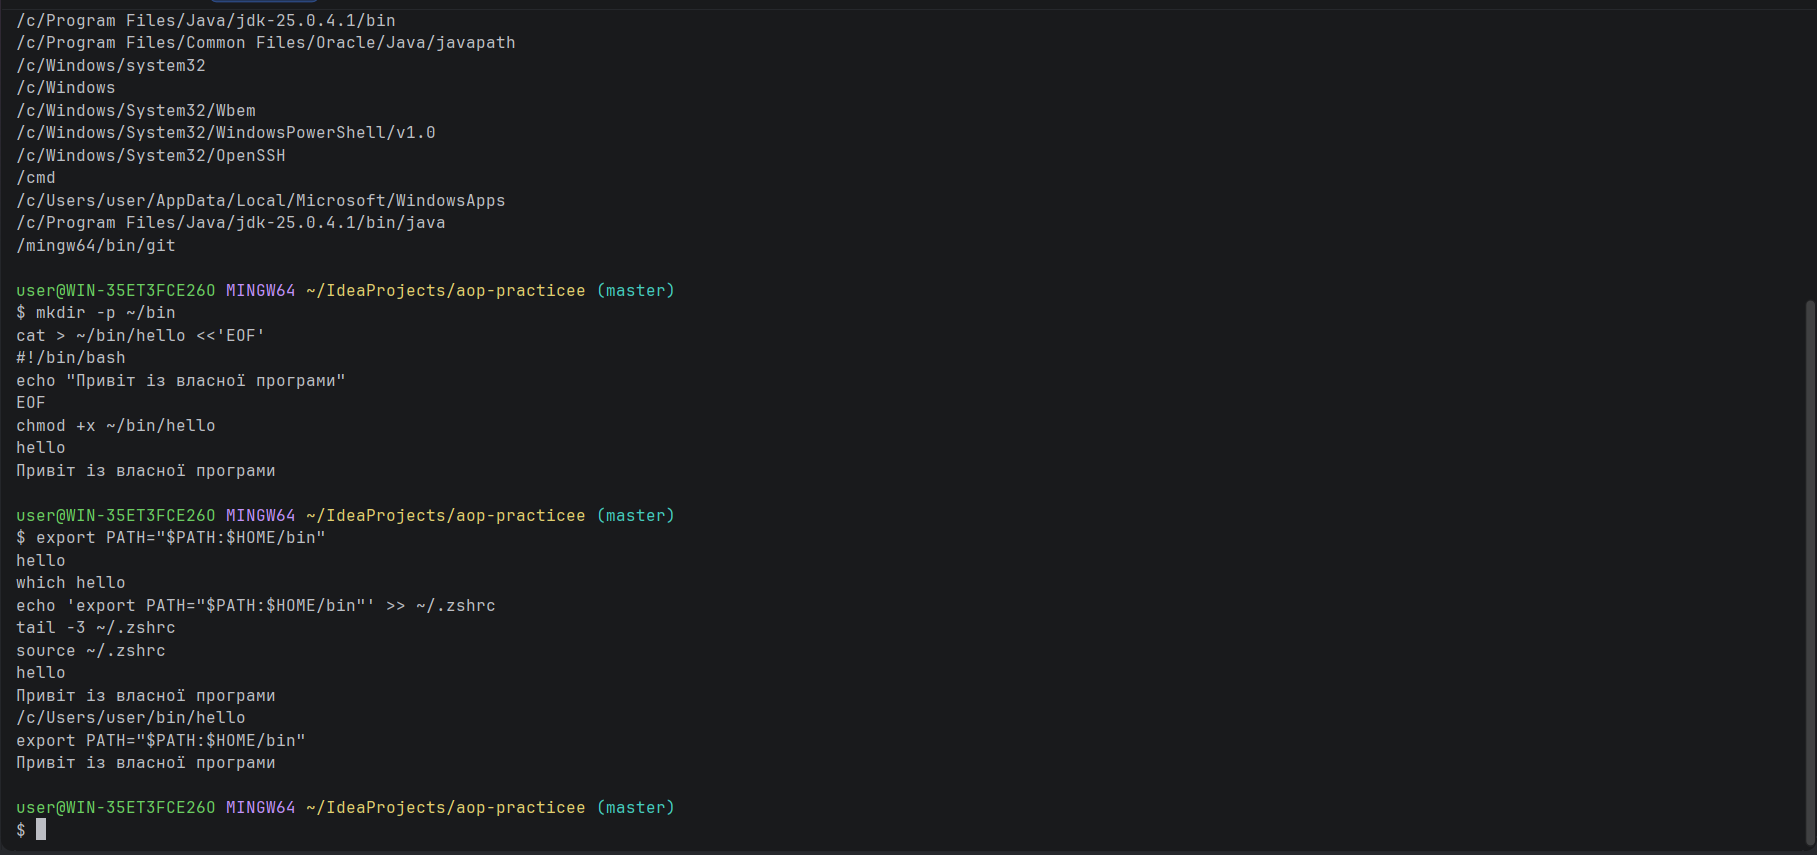 /c/Program Files/Java/jdk-25.0.4.1/bin
/c/Program Files/Common Files/Oracle/Java/javapath
/c/Windows/system32
/c/Windows
/c/Windows/System32/Wbem
/c/Windows/System32/WindowsPowerShell/v1.0
/c/Windows/System32/OpenSSH
/cmd
/c/Users/user/AppData/Local/Microsoft/WindowsApps
/c/Program Files/Java/jdk-25.0.4.1/bin/java
/mingw64/bin/git
user@WIN-35ET3FCE26O MINGW64 ~/IdeaProjects/aop-practicee (master)
$ mkdir -p ~/bin
cat > ~/bin/hello <<'EOF'
#!/bin/bash
echo "Привіт із власної програми"
EOF
chmod +x ~/bin/hello
hello
Привіт із власної програми
user@WIN-35ET3FCE26O MINGW64 ~/IdeaProjects/aop-practicee (master)
$ export PATH="$PATH:$HOME/bin"
hello
which hello
echo 'export PATH="$PATH:$HOME/bin"' >> ~/.zshrc
tail -3 ~/.zshrc
source ~/.zshrc
hello
Привіт із власної програми
/c/Users/user/bin/hello
export PATH="$PATH:$HOME/bin"
Привіт із власної програми
user@WIN-35ET3FCE26O MINGW64 ~/IdeaProjects/aop-practicee (master)
$